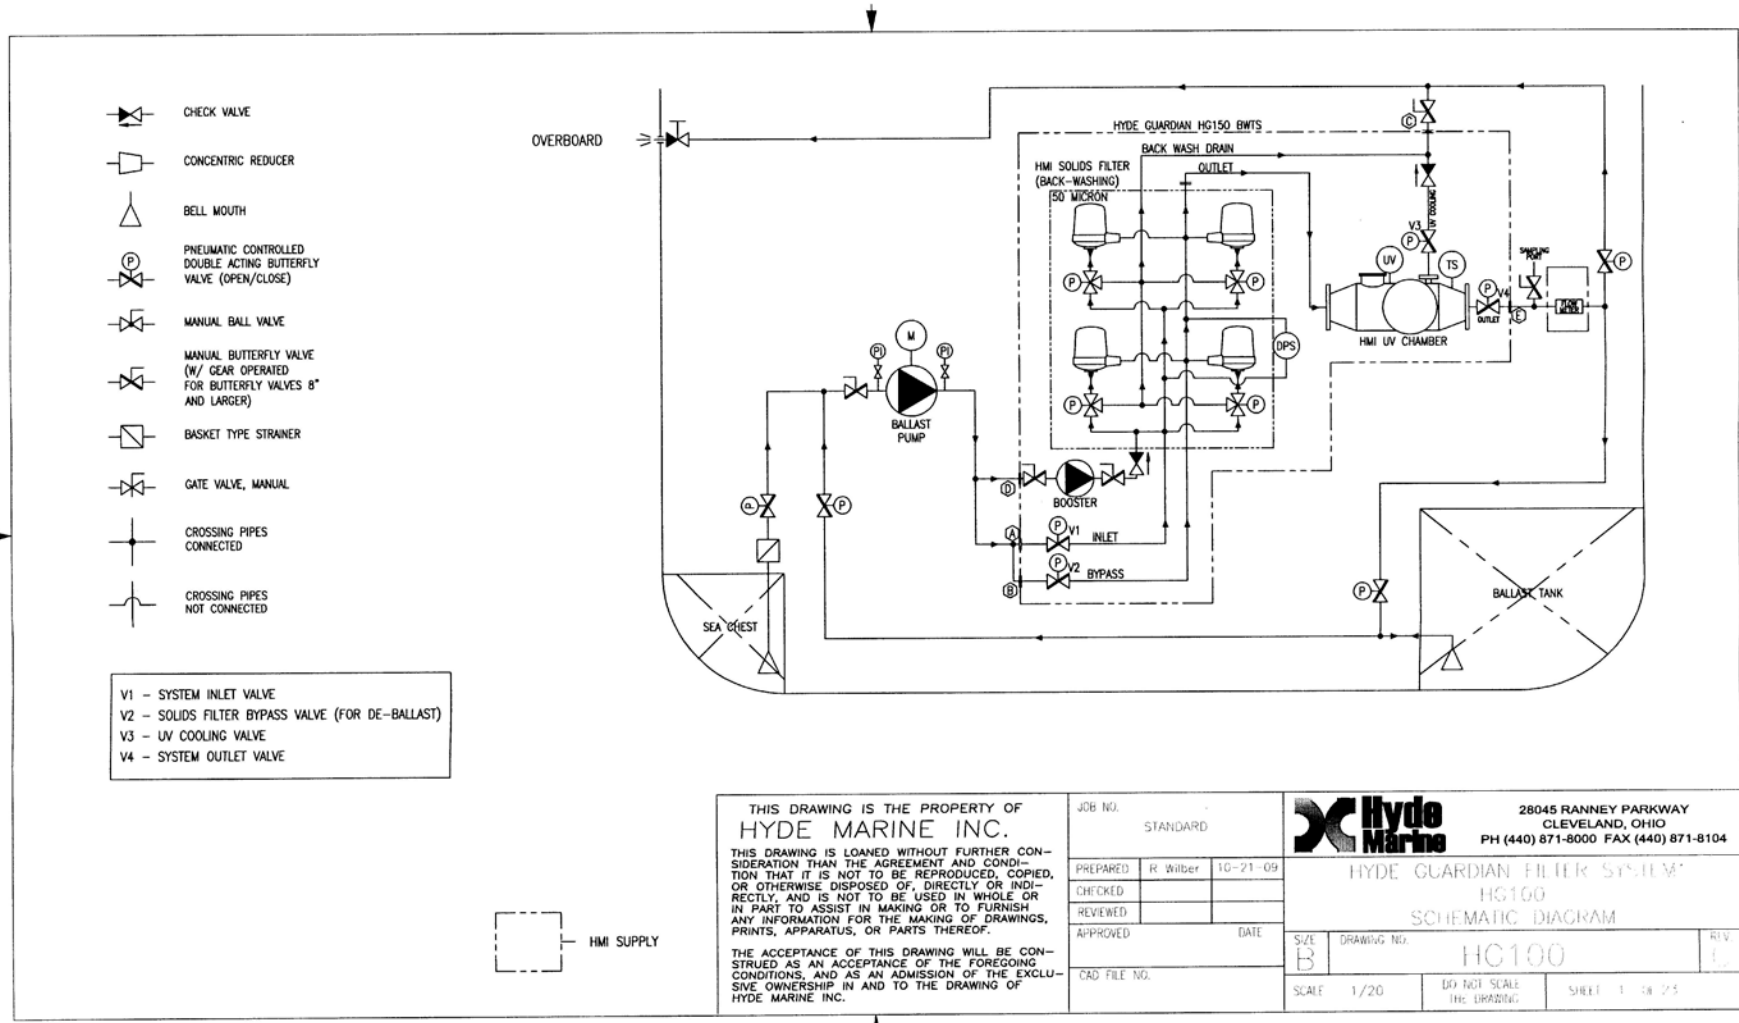 CHECK VALVE
CONCENTRIC REDUCER
BELL MOUTH
P
PNEUMATIC CONTROLLED
DOUBLE ACTING BUTTERFLY
VALVE (OPEN/CLOSE)
MANUAL BALL VALVE
MANUAL BUTTERFLY VALVE
(W/ GEAR OPERATED
FOR BUTTERFLY VALVES 8"
AND LARGER)
BASKET TYPE STRAINER
GATE VALVE, MANUAL
CROSSING PIPES
CONNECTED
CROSSING PIPES
NOT CONNECTED
V1 - SYSTEM INLET VALVE
V2 - SOLIDS FILTER BYPASS VALVE (FOR DE-BALLAST)
V3 - UV COOLING VALVE
V4 - SYSTEM OUTLET VALVE
HMI SUPPLY
OVERBOARD
HYDE GUARDIAN HG150 BWTS
C
BACK WASH DRAIN
HMI SOLIDS FILTER
(BACK-WASHING)
50 MICRON
OUTLET
UV COOLING
V3
P
UV
TS
SAMPLING
PORT
P
P
V4
OUTLET
E
FLOW
METER
HMI UV CHAMBER
P
P
DPS
P
P
M
PI
PI
BALLAST
PUMP
D
BOOSTER
P
P
A
P
V1
INLET
B
P
V2
BYPASS
P
SEA CHEST
BALLAST TANK
THIS DRAWING IS THE PROPERTY OF
HYDE MARINE INC.
THIS DRAWING IS LOANED WITHOUT FURTHER CON-
SIDERATION THAN THE AGREEMENT AND CONDI-
TION THAT IT IS NOT TO BE REPRODUCED, COPIED,
OR OTHERWISE DISPOSED OF, DIRECTLY OR INDI-
RECTLY, AND IS NOT TO BE USED IN WHOLE OR
IN PART TO ASSIST IN MAKING OR TO FURNISH
ANY INFORMATION FOR THE MAKING OF DRAWINGS,
PRINTS, APPARATUS, OR PARTS THEREOF.
THE ACCEPTANCE OF THIS DRAWING WILL BE CON-
STRUED AS AN ACCEPTANCE OF THE FOREGOING
CONDITIONS, AND AS AN ADMISSION OF THE EXCLU-
SIVE OWNERSHIP IN AND TO THE DRAWING OF
HYDE MARINE INC.
JOB NO.
STANDARD
PREPARED R Wilber 10-21-09
CHECKED
REVIEWED
APPROVED DATE
CAD FILE NO.
Hyde
Marine
28045 RANNEY PARKWAY
CLEVELAND, OHIO
PH (440) 871-8000 FAX (440) 871-8104
HYDE GUARDIAN FILTER SYSTEM
HG100
SCHEMATIC DIAGRAM
SIZE
B
DRAWING NO.
HG100
REV.
SCALE 1/20
DO NOT SCALE
THE DRAWING
SHEET 1 OF 23